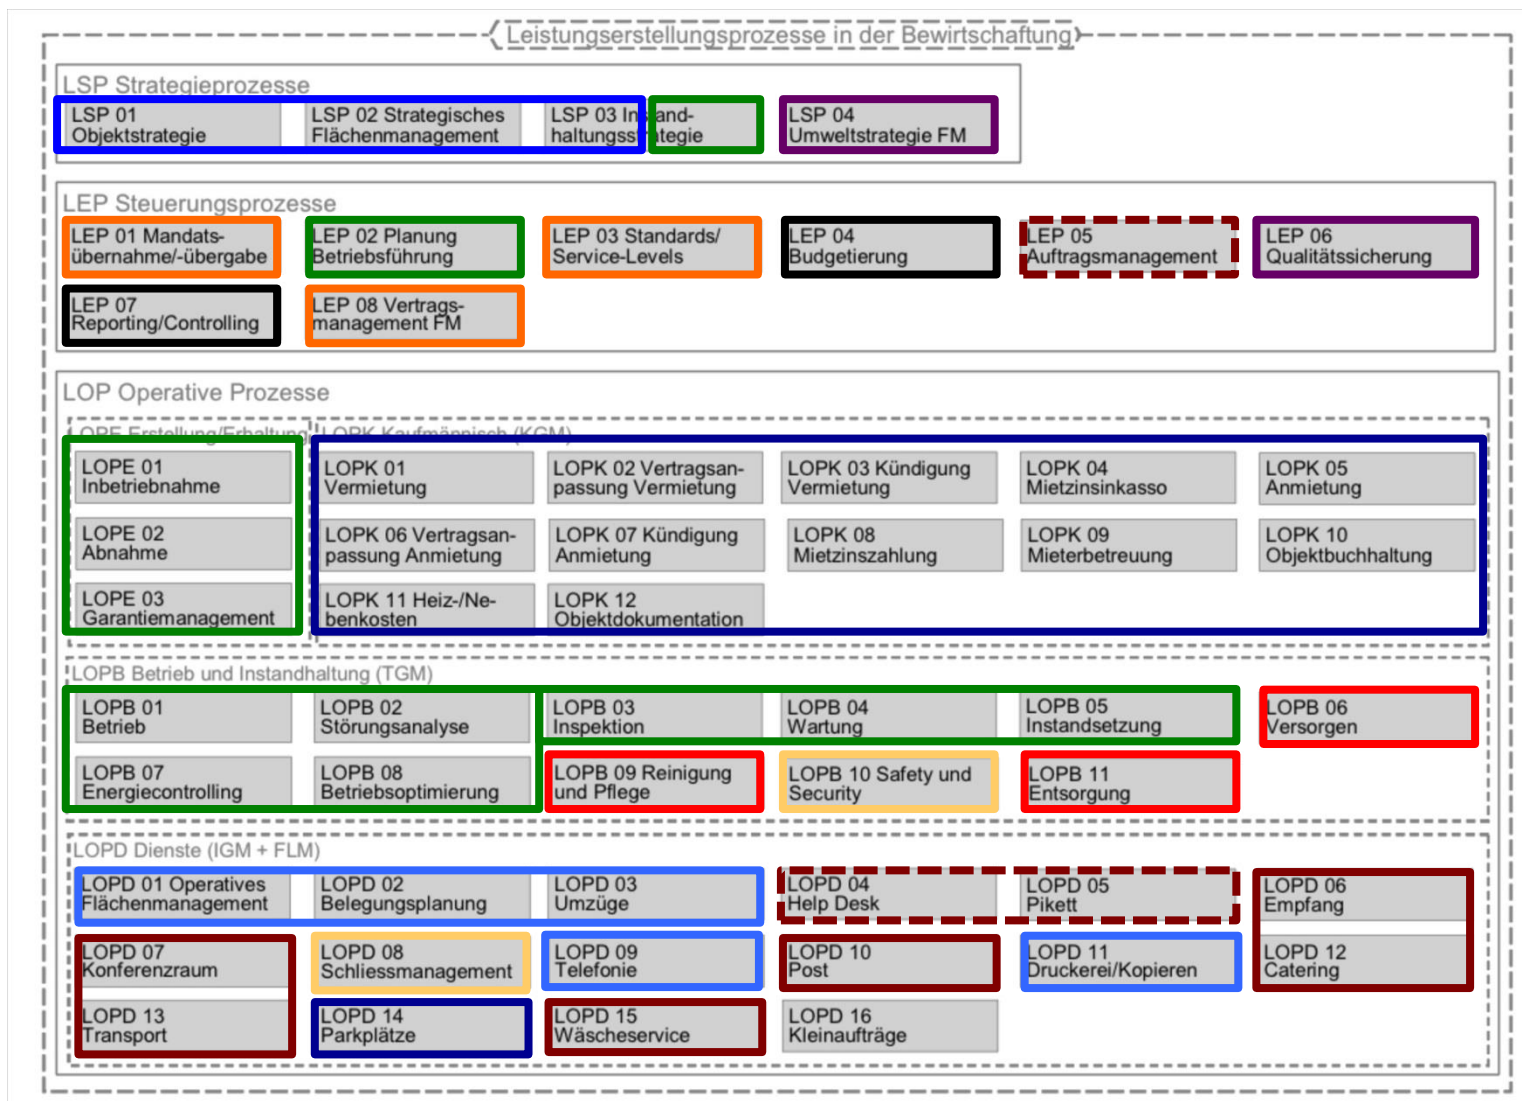 Leistungserstellungsprozesse in der Bewirtschaftung
LSP Strategieprozesse
LSP 01
Objektstrategie
LSP 02 Strategisches
Flächenmanagement
LSP 03 Instand-
haltungsstrategie
LSP 04
Umweltstrategie FM
LEP Steuerungsprozesse
LEP 01 Mandats-
übernahme/-übergabe
LEP 02 Planung
Betriebsführung
LEP 03 Standards/
Service-Levels
LEP 04
Budgetierung
LEP 05
Auftragsmanagement
LEP 06
Qualitätssicherung
LEP 07
Reporting/Controlling
LEP 08 Vertrags-
management FM
LOP Operative Prozesse
LOPE Erstellung/Erhaltung
LOPK Kaufmännisch (KGM)
LOPE 01
Inbetriebnahme
LOPK 01
Vermietung
LOPK 02 Vertragsan-
passung Vermietung
LOPK 03 Kündigung
Vermietung
LOPK 04
Mietzinsinkasso
LOPK 05
Anmietung
LOPE 02
Abnahme
LOPK 06 Vertragsan-
passung Anmietung
LOPK 07 Kündigung
Anmietung
LOPK 08
Mietzinszahlung
LOPK 09
Mieterbetreuung
LOPK 10
Objektbuchhaltung
LOPE 03
Garantiemanagement
LOPK 11 Heiz-/Ne-
benkosten
LOPK 12
Objektdokumentation
LOPB Betrieb und Instandhaltung (TGM)
LOPB 01
Betrieb
LOPB 02
Störungsanalyse
LOPB 03
Inspektion
LOPB 04
Wartung
LOPB 05
Instandsetzung
LOPB 06
Versorgen
LOPB 07
Energiecontrolling
LOPB 08
Betriebsoptimierung
LOPB 09 Reinigung
und Pflege
LOPB 10 Safety und
Security
LOPB 11
Entsorgung
LOPD Dienste (IGM + FLM)
LOPD 01 Operatives
Flächenmanagement
LOPD 02
Belegungsplanung
LOPD 03
Umzüge
LOPD 04
Help Desk
LOPD 05
Pikett
LOPD 06
Empfang
LOPD 07
Konferenzraum
LOPD 08
Schliessmanagement
LOPD 09
Telefonie
LOPD 10
Post
LOPD 11
Druckerei/Kopieren
LOPD 12
Catering
LOPD 13
Transport
LOPD 14
Parkplätze
LOPD 15
Wäscheservice
LOPD 16
Kleinaufträge